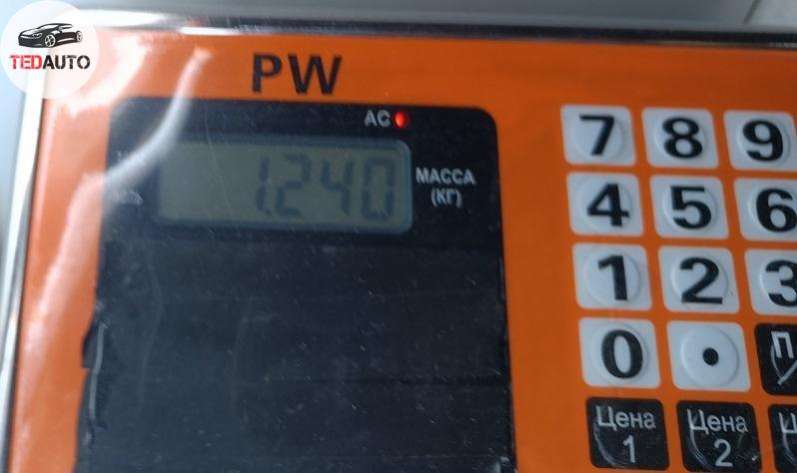 TEDAUTO
PW
AC
1.240
МАССА
(КГ)
7 8 9
4 5 6
1 2 3
0 .
Цена
1
Цена
2